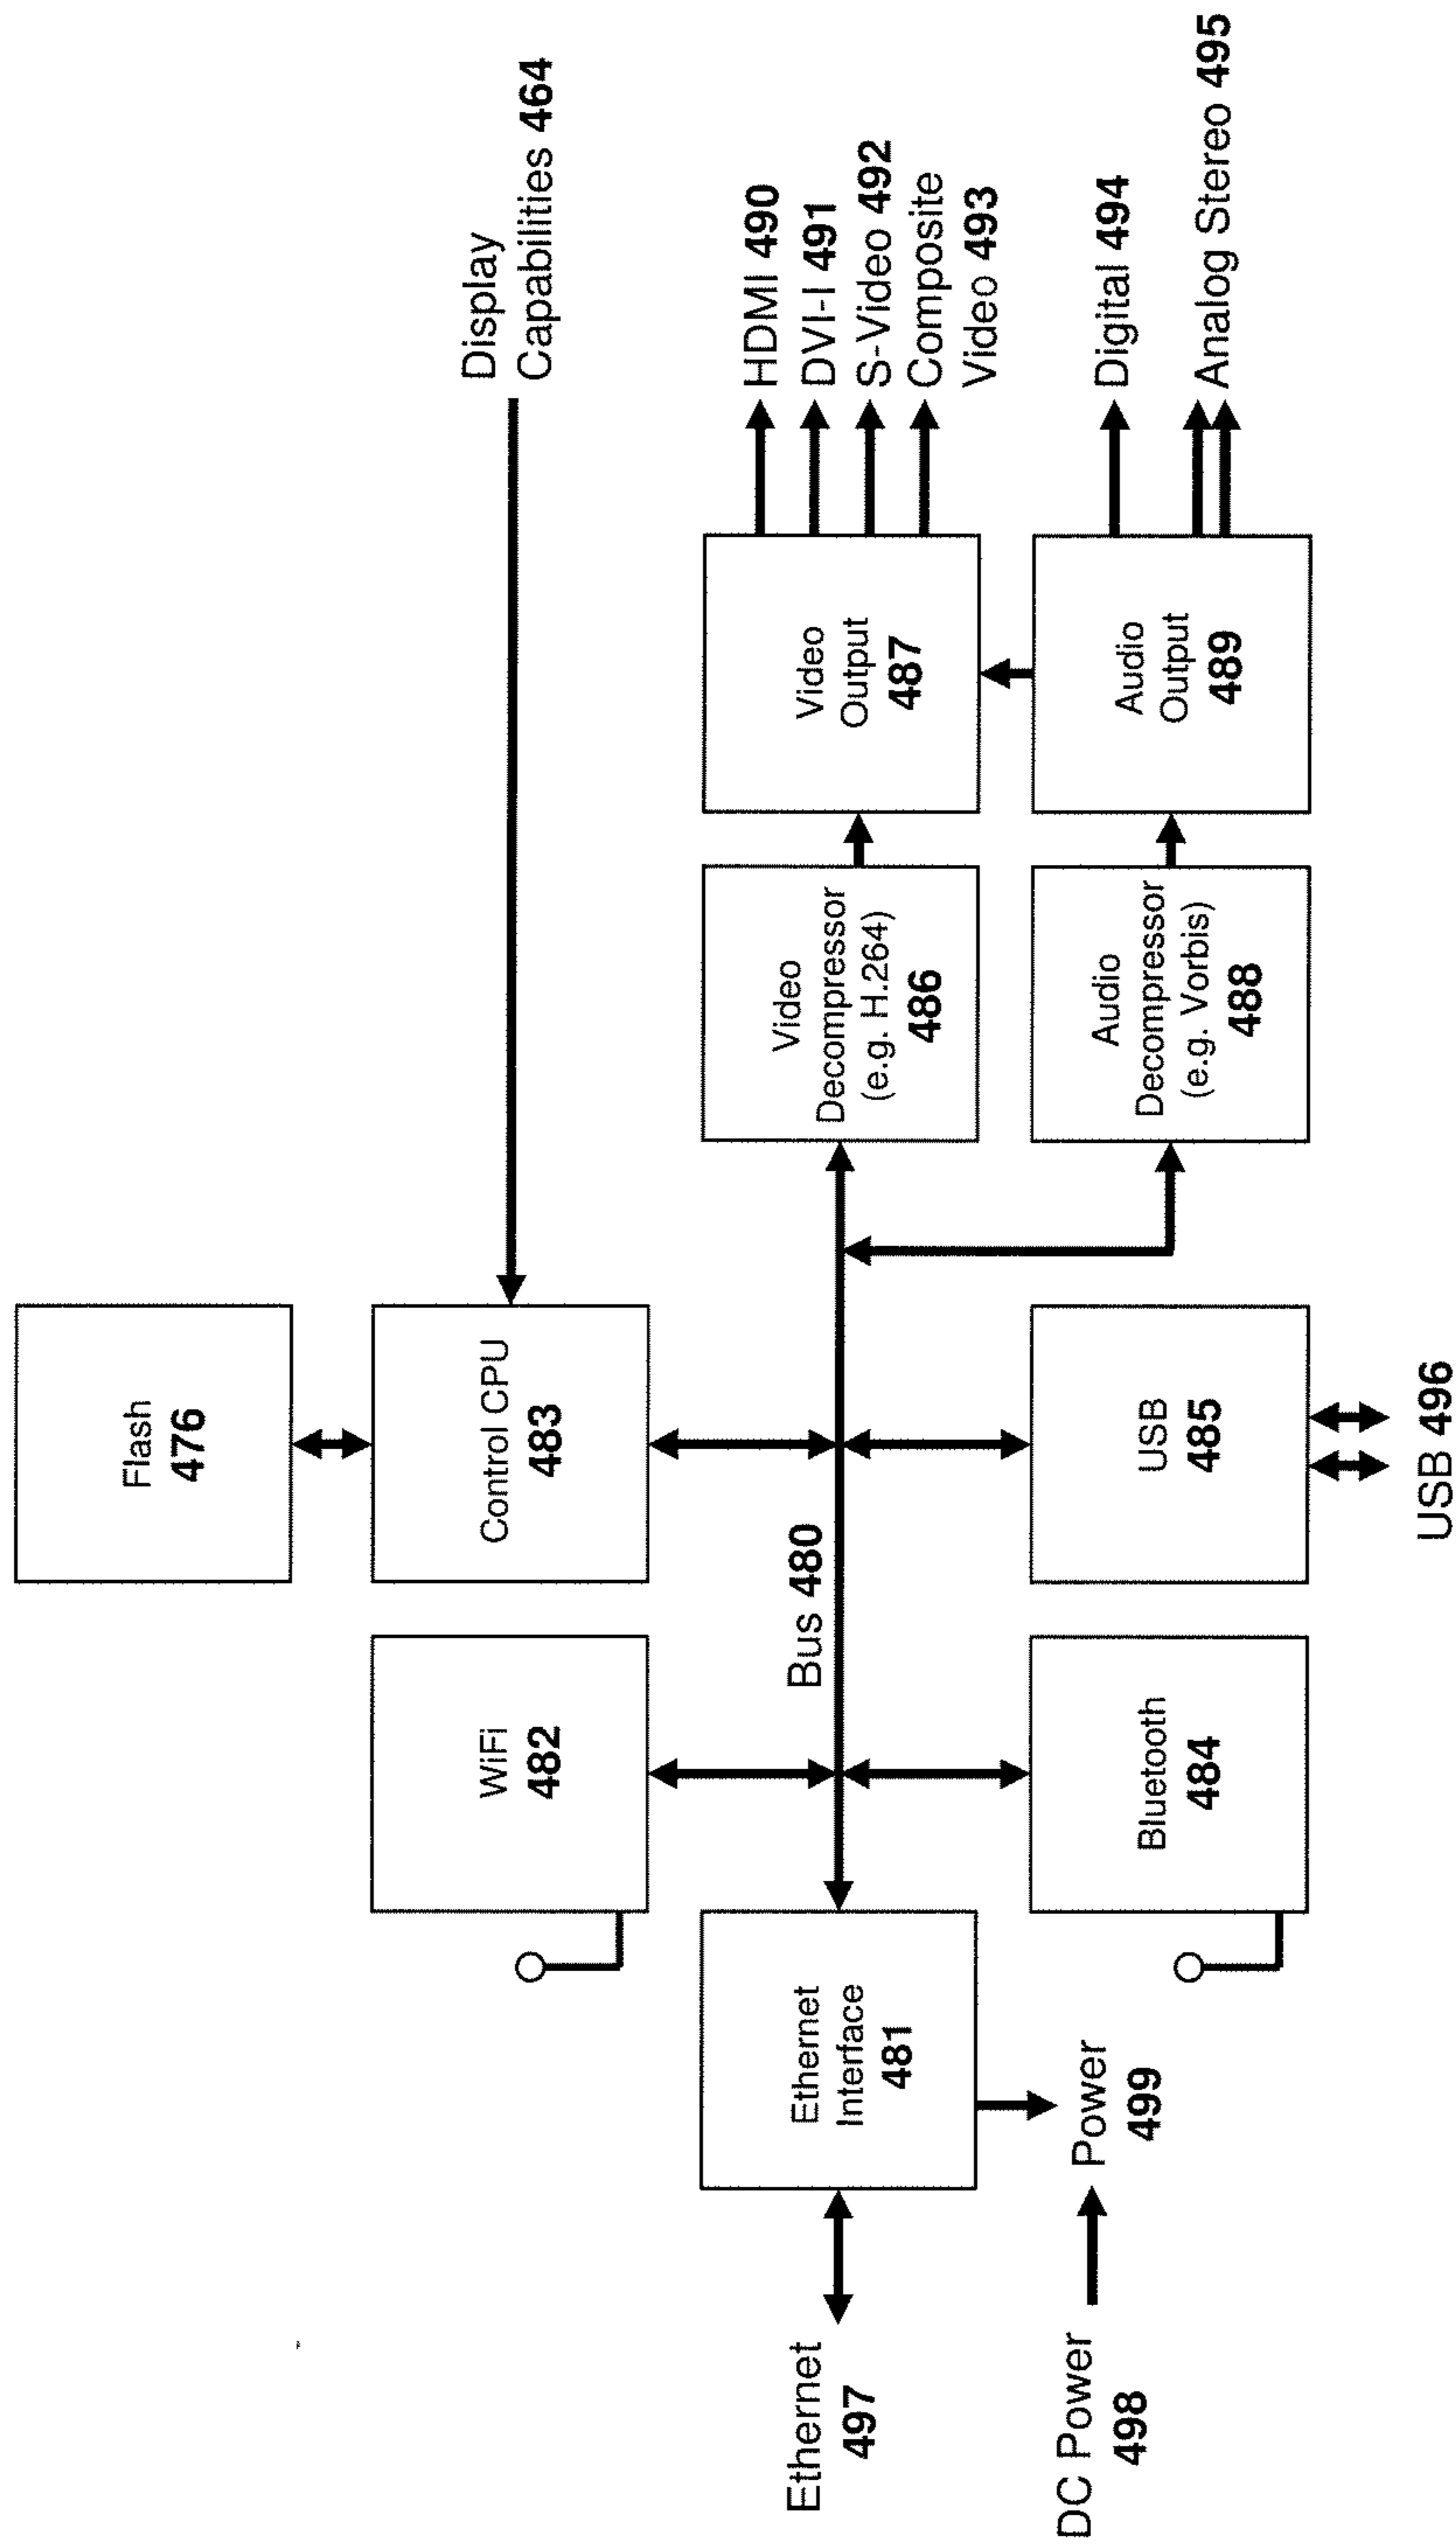 Flash
476
Display
Capabilities 464
WiFi
482
Control CPU
483
HDMI 490
DVI-I 491
S-Video 492
Composite
Video 493
Ethernet
497
Ethernet
Interface
481
Bus 480
Video
Decompressor
(e.g. H.264)
486
Video
Output
487
DC Power
498
Power
499
Bluetooth
484
USB
485
Audio
Decompressor
(e.g. Vorbis)
488
Audio
Output
489
Digital 494
Analog Stereo 495
USB 496